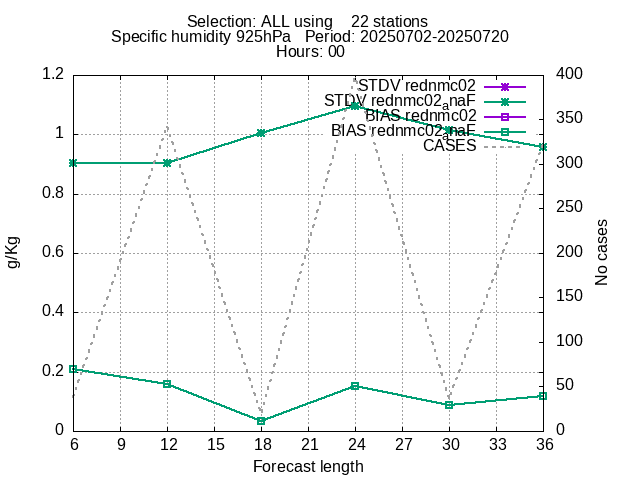 Selection: ALL using    22 stations
Specific humidity 925hPa   Period: 20250702-20250720
Hours: 00
STDV rednmc02
STDV rednmc02anaF
BIAS rednmc02
BIAS rednmc02anaF
CASES
1.2
1
0.8
0.6
0.4
0.2
0
g/Kg
400
350
300
250
200
150
100
50
0
No cases
6 9 12 15 18 21 24 27 30 33 36
Forecast length